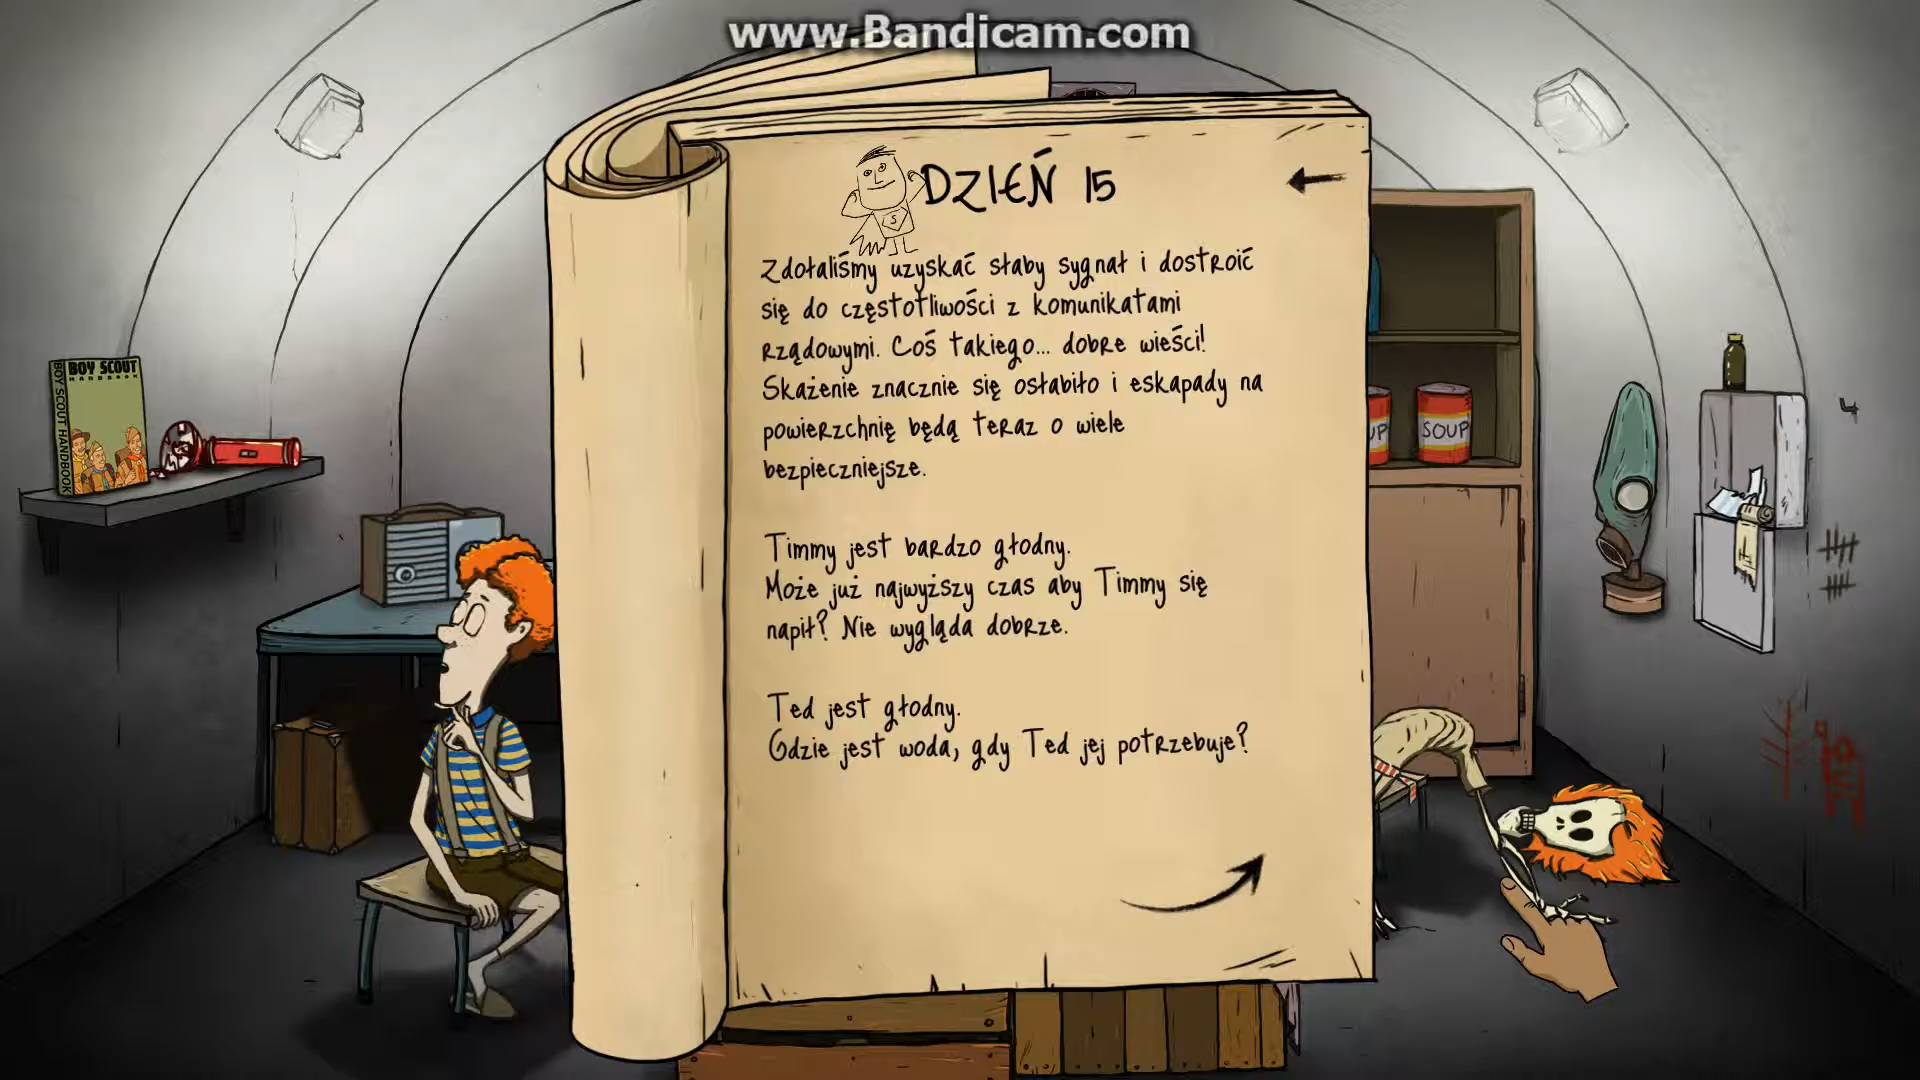 www.Bandicam.com
DZIEŃ 15
Zdołaliśmy uzyskać słaby sygnał i dostroić
się do częstotliwości z komunikatami
rządowymi. Coś takiego... dobre wieści!
Skażenie znacznie się osłabiło i eskapady na
powierzchnię będą teraz o wiele
bezpieczniejsze.
Timmy jest bardzo głodny.
Może już najwyższy czas aby Timmy się
napił? Nie wygląda dobrze.
Ted jest głodny.
Gdzie jest woda, gdy Ted jej potrzebuje?
BOY SCOUT
HANDBOOK
BOY SCOUT HANDBOOK
UP
SOUP
S